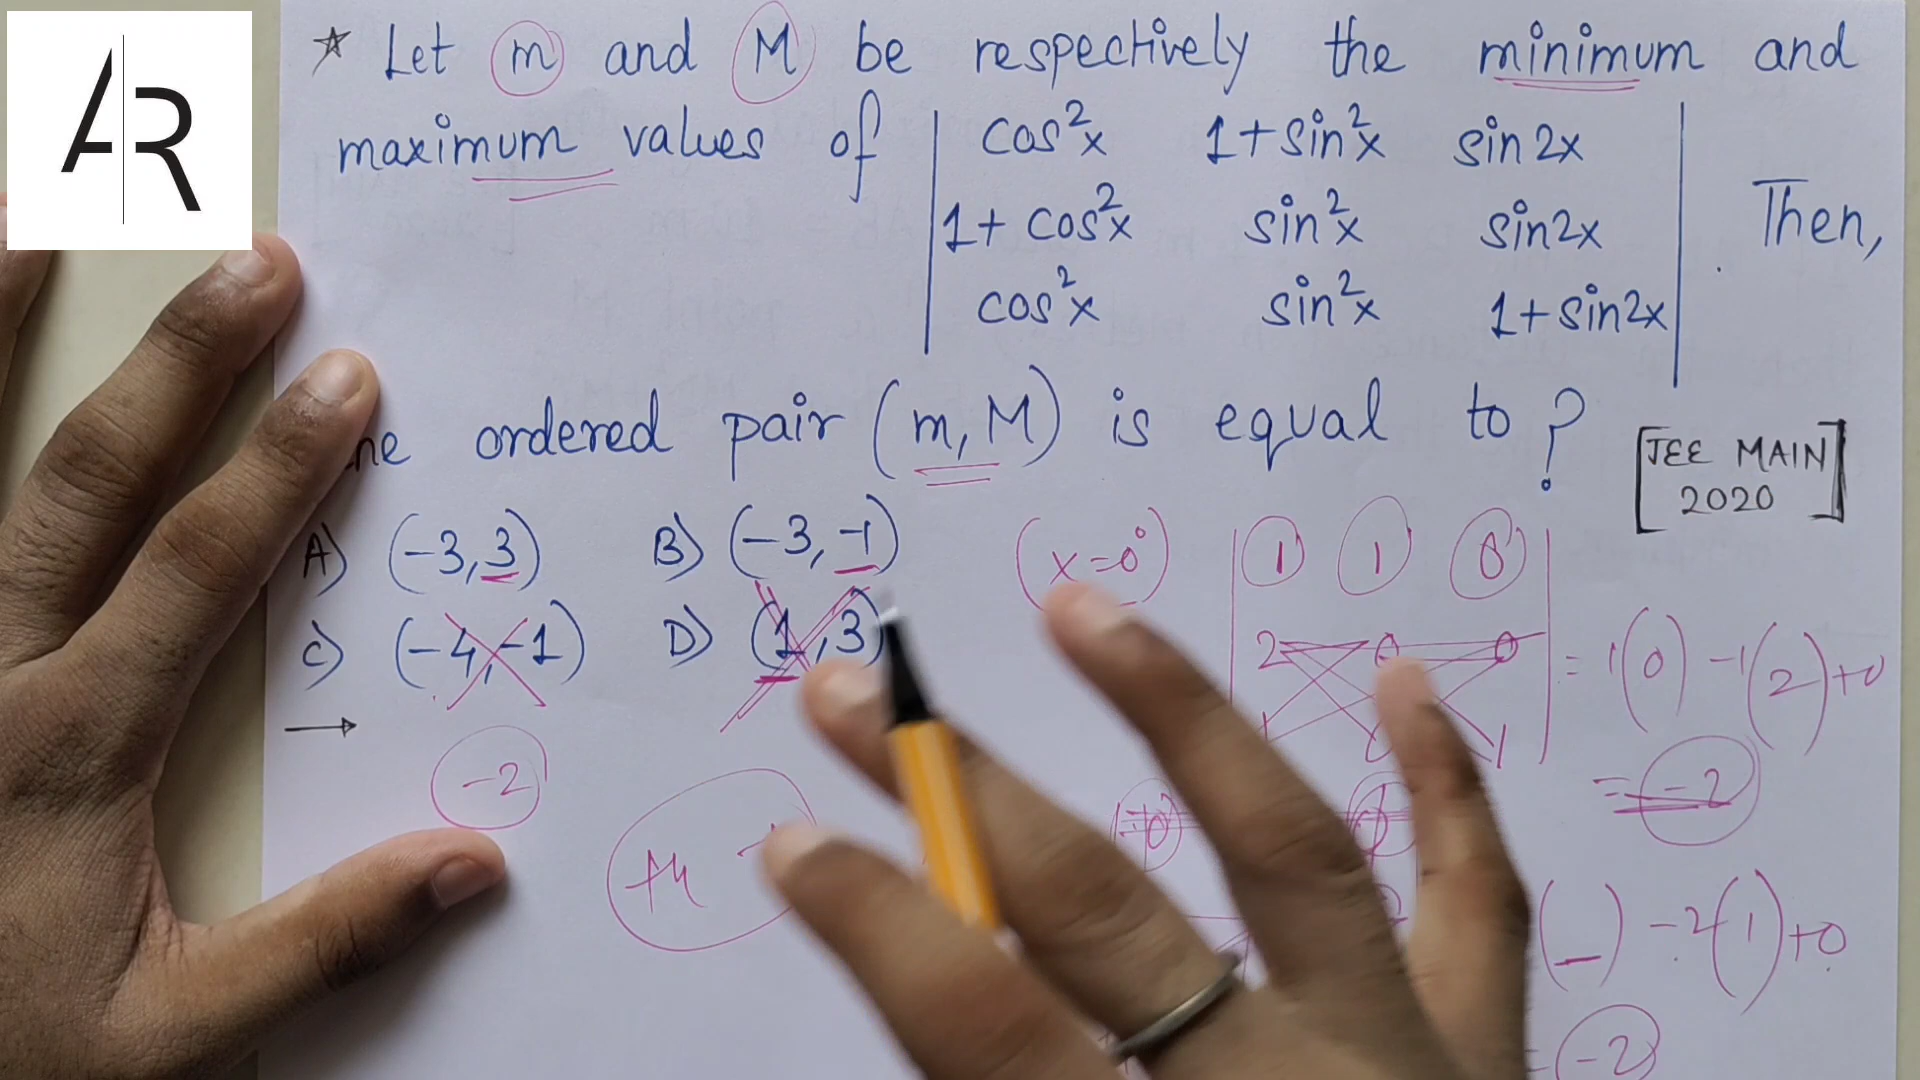 AR
☆ Let m and M be respectively the minimum and
maximum values of | cos²x 1+sin²x sin2x |
| 1+cos²x sin²x sin2x | . Then,
| cos²x sin²x 1+sin2x |
ordered pair (m,M) is equal to?
[JEE MAIN 2020]
A) (-3,3) B) (-3,-1)
C) (-4,-1) D) (1,3)
(x=0°)
1 1 0
2 0 0 = 1(0) -1(2)+0
= -2
→
-2
-2(1)+0
= -2